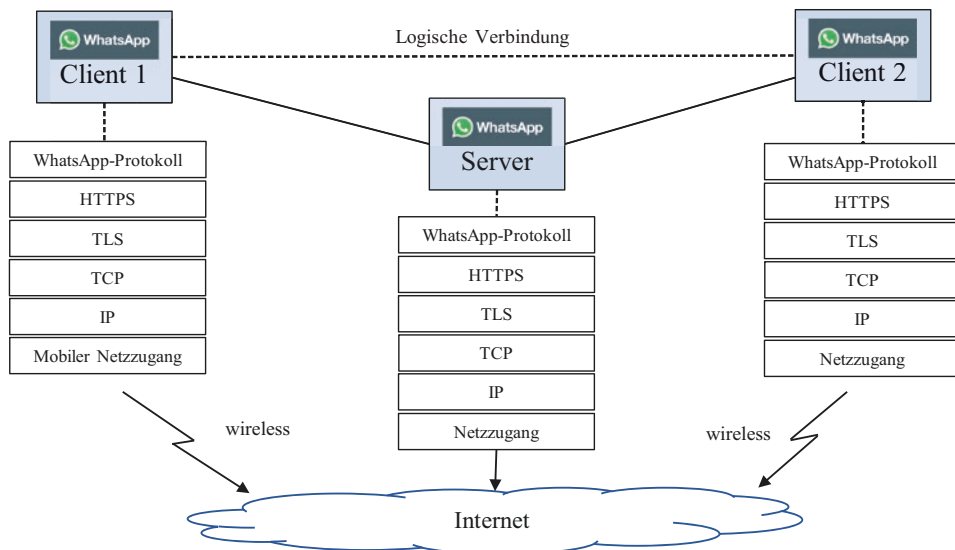 WhatsApp
Client 1
Logische Verbindung
WhatsApp
Client 2
WhatsApp
Server
WhatsApp-Protokoll
HTTPS
TLS
TCP
IP
Mobiler Netzzugang
WhatsApp-Protokoll
HTTPS
TLS
TCP
IP
Netzzugang
WhatsApp-Protokoll
HTTPS
TLS
TCP
IP
Netzzugang
wireless
wireless
Internet